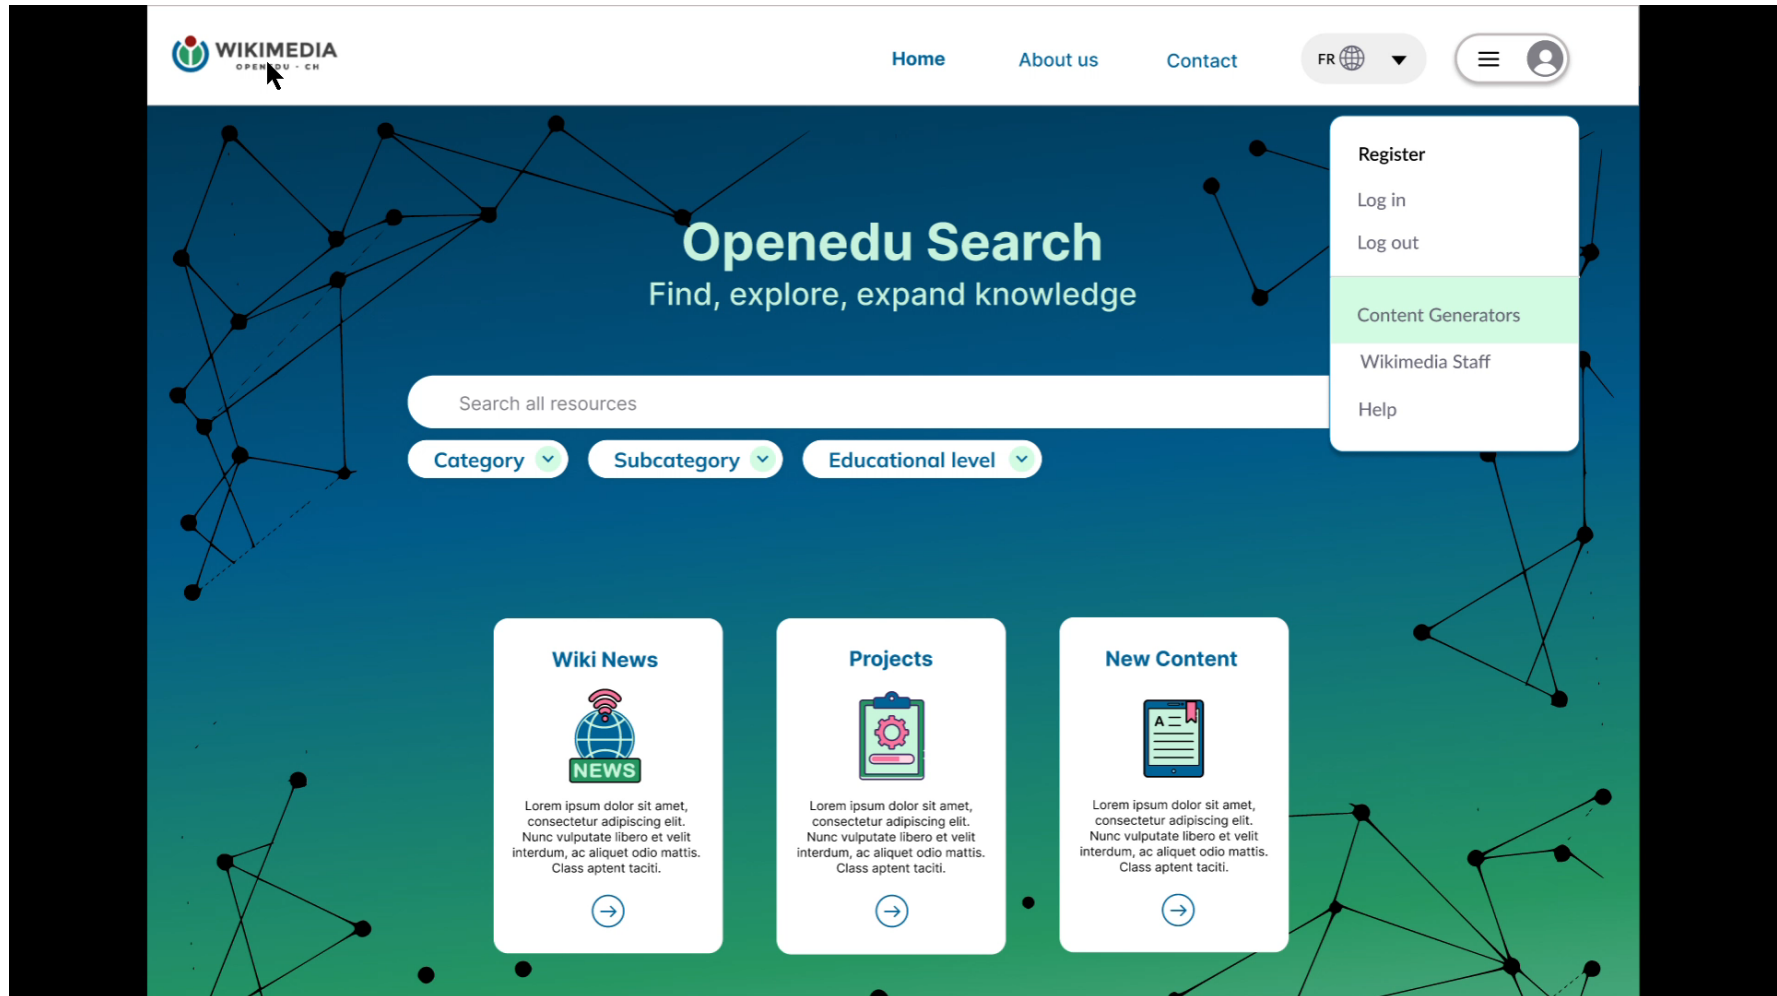 WIKIMEDIA
OPENEDU - CH
Home
About us
Contact
FR
Register
Log in
Log out
Content Generators
Wikimedia Staff
Help
Openedu Search
Find, explore, expand knowledge
Search all resources
Category
Subcategory
Educational level
Wiki News
NEWS
Lorem ipsum dolor sit amet,
consectetur adipiscing elit.
Nunc vulputate libero et velit
interdum, ac aliquet odio mattis.
Class aptent taciti.
Projects
Lorem ipsum dolor sit amet,
consectetur adipiscing elit.
Nunc vulputate libero et velit
interdum, ac aliquet odio mattis.
Class aptent taciti.
New Content
A
Lorem ipsum dolor sit amet,
consectetur adipiscing elit.
Nunc vulputate libero et velit
interdum, ac aliquet odio mattis.
Class aptent taciti.